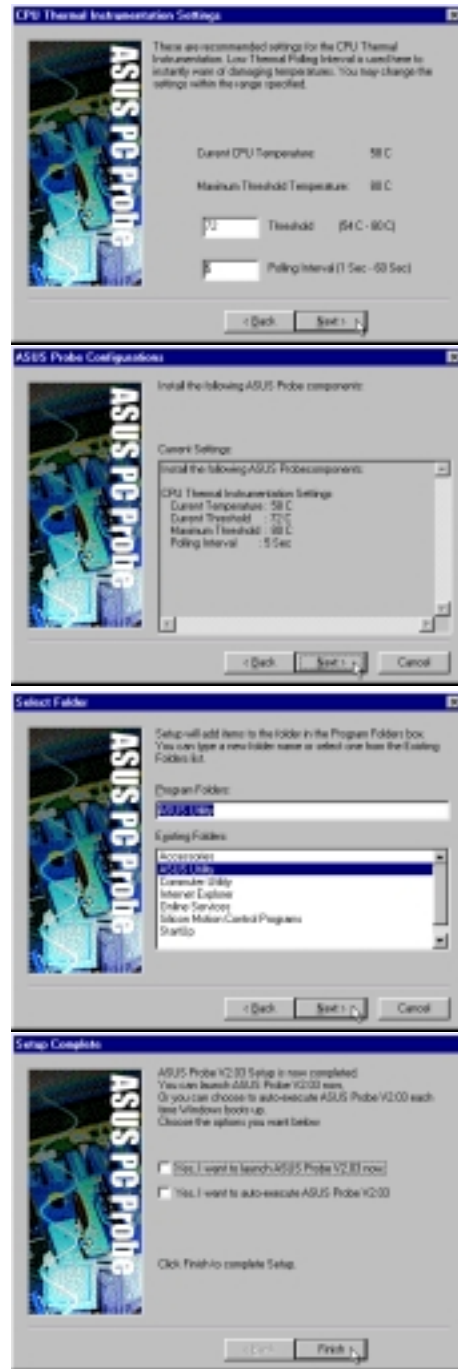 CPU Thermal Instrumentation Settings
ASUS PC Probe
These are recommended settings for the CPU Thermal
Instrumentation. Low Thermal Polling Interval is used here to
instantly warn of damaging temperatures. You may change the
settings within the range specified.
Current CPU Temperature: 58 C
Maximum Threshold Temperature: 80 C
72 Threshold (54 C - 80 C)
5 Polling Interval (1 Sec - 60 Sec)
< Back Next >
ASUS Probe Configurations
ASUS PC Probe
Install the following ASUS Probe components:
Current Settings:
Install the following ASUS Probe components:
CPU Thermal Instrumentation Settings
Current Temperature : 58 C
Current Threshold : 72 C
Maximum Threshold : 80 C
Polling Interval : 5 Sec
< Back Next > Cancel
Select Folder
ASUS PC Probe
Setup will add items to the folder in the Program Folders box.
You can type a new folder name or select one from the Existing
Folders list.
Program Folders:
ASUS Utility
Existing Folders:
Accessories
ASUS Utility
Commuter Utility
Internet Explorer
Online Services
Silicon Motion Control Programs
StartUp
< Back Next > Cancel
Setup Complete
ASUS PC Probe
ASUS Probe V2.03 Setup is now completed.
You can launch ASUS Probe V2.03 now,
Or you can choose to auto-execute ASUS Probe V2.03 each
time Windows boots up.
Choose the options you want below
Yes, I want to launch ASUS Probe V2.03 now
Yes, I want to auto-execute ASUS Probe V2.03
Click Finish to complete Setup.
< Back Finish